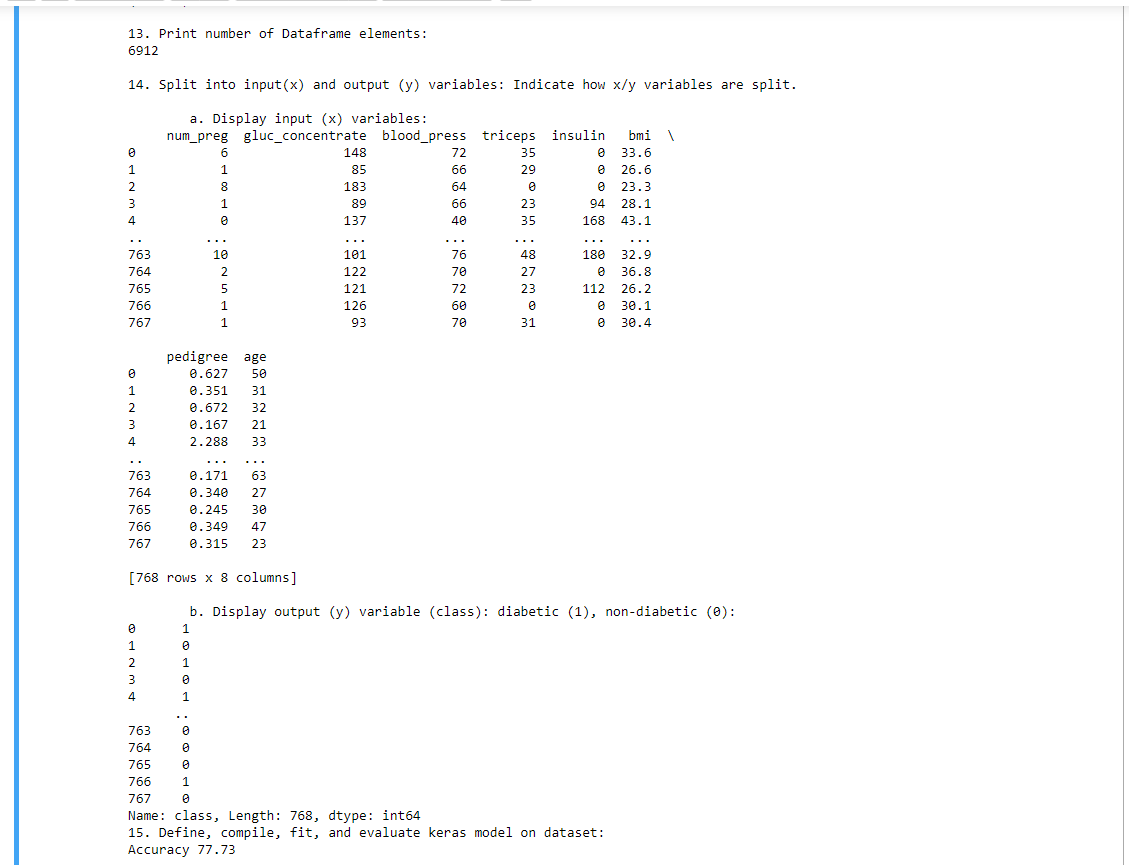 13. Print number of Dataframe elements:
6912
14. Split into input(x) and output (y) variables: Indicate how x/y variables are split.
a. Display input (x) variables:
num_preg gluc_concentrate blood_press triceps insulin bmi \
0 6 148 72 35 0 33.6
1 1 85 66 29 0 26.6
2 8 183 64 0 0 23.3
3 1 89 66 23 94 28.1
4 0 137 40 35 168 43.1
.. ... ... ... ... ... ...
763 10 101 76 48 180 32.9
764 2 122 70 27 0 36.8
765 5 121 72 23 112 26.2
766 1 126 60 0 0 30.1
767 1 93 70 31 0 30.4
pedigree age
0 0.627 50
1 0.351 31
2 0.672 32
3 0.167 21
4 2.288 33
.. ... ...
763 0.171 63
764 0.340 27
765 0.245 30
766 0.349 47
767 0.315 23
[768 rows x 8 columns]
b. Display output (y) variable (class): diabetic (1), non-diabetic (0):
0 1
1 0
2 1
3 0
4 1
..
763 0
764 0
765 0
766 1
767 0
Name: class, Length: 768, dtype: int64
15. Define, compile, fit, and evaluate keras model on dataset:
Accuracy 77.73